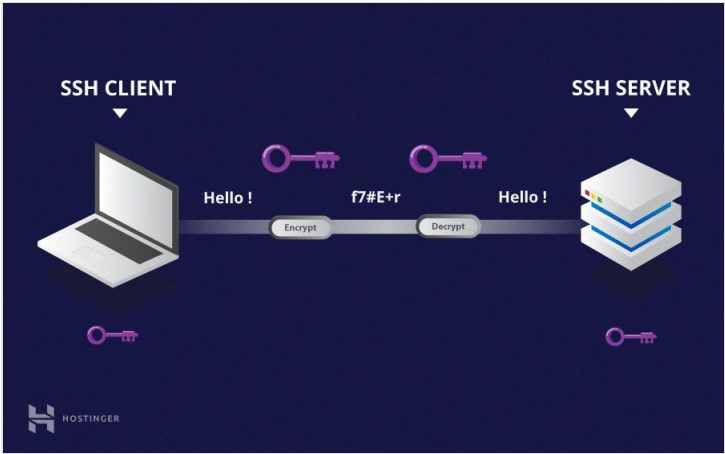 SSH CLIENT
SSH SERVER
Hello !
f7#E+r
Hello !
Encrypt
Decrypt
HOSTINGER